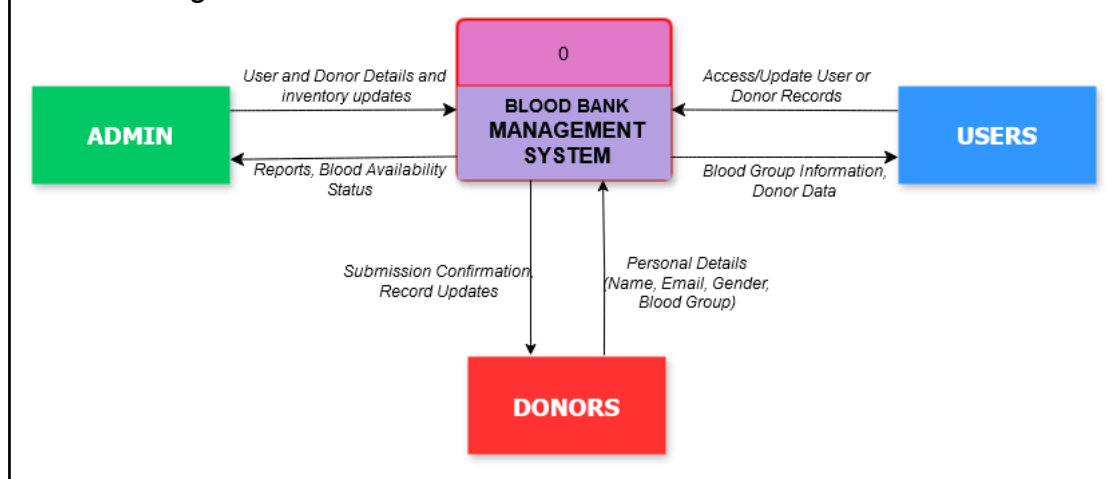 0
User and Donor Details and
inventory updates
Access/Update User or
Donor Records
ADMIN
BLOOD BANK
MANAGEMENT
SYSTEM
USERS
Reports, Blood Availability
Status
Blood Group Information,
Donor Data
Submission Confirmation,
Record Updates
Personal Details
(Name, Email, Gender,
Blood Group)
DONORS